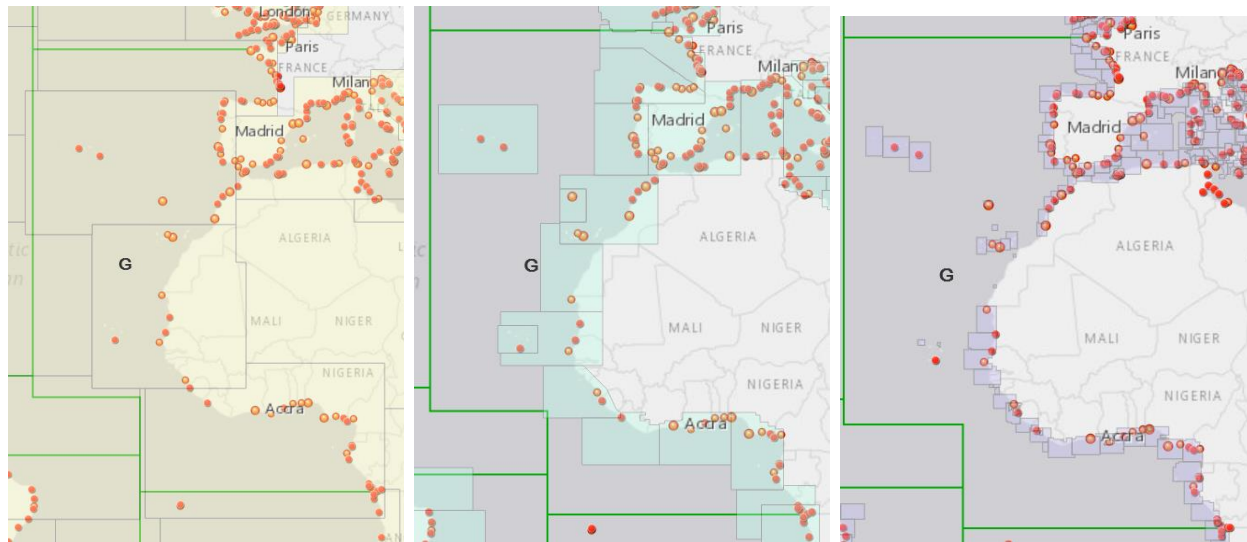 London
GERMANY
Paris
FRANCE
Milan
Madrid
ALGERIA
G
MALI
NIGER
NIGERIA
Accra
Paris
FRANCE
Milan
Madrid
ALGERIA
G
MALI
NIGER
NIGERIA
Accra
Paris
FRANCE
Milan
Madrid
ALGERIA
G
MALI
NIGER
NIGERIA
Accra